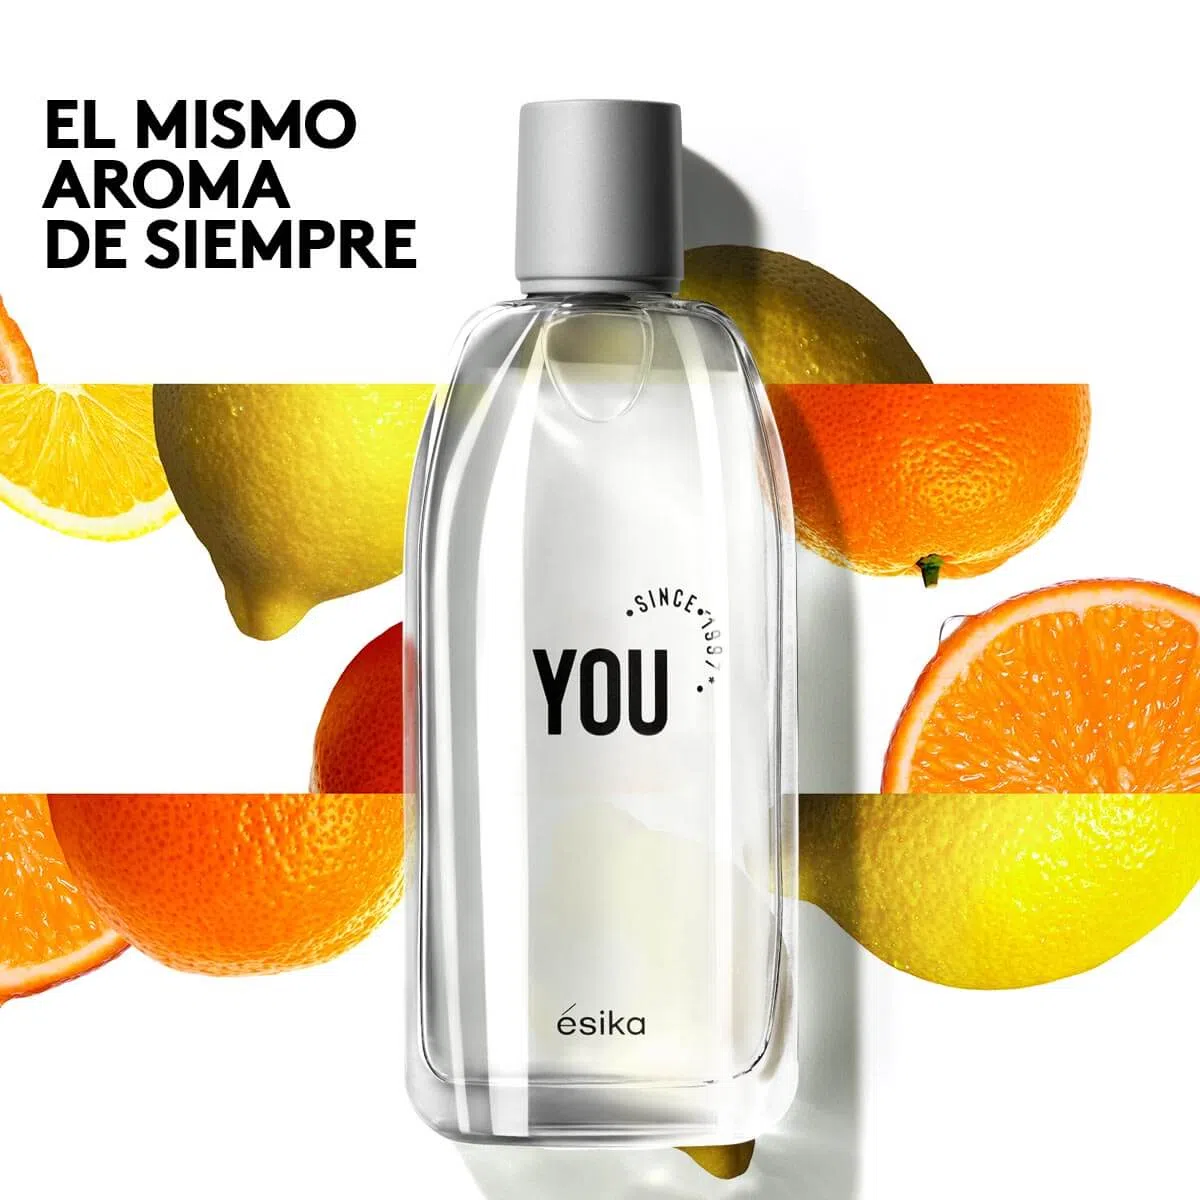 EL MISMO
AROMA
DE SIEMPRE
•SINCE•1997*•
YOU
ésika